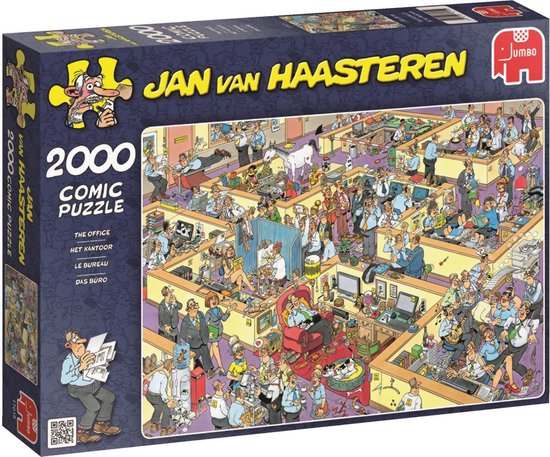 JAN VAN HAASTEREN
Jumbo
2000
COMIC
PUZZLE
THE OFFICE
HET KANTOOR
LE BUREAU
DAS BÜRO
JAN
VAN HAASTEREN
2000 COMIC PUZZLE
Jumbo